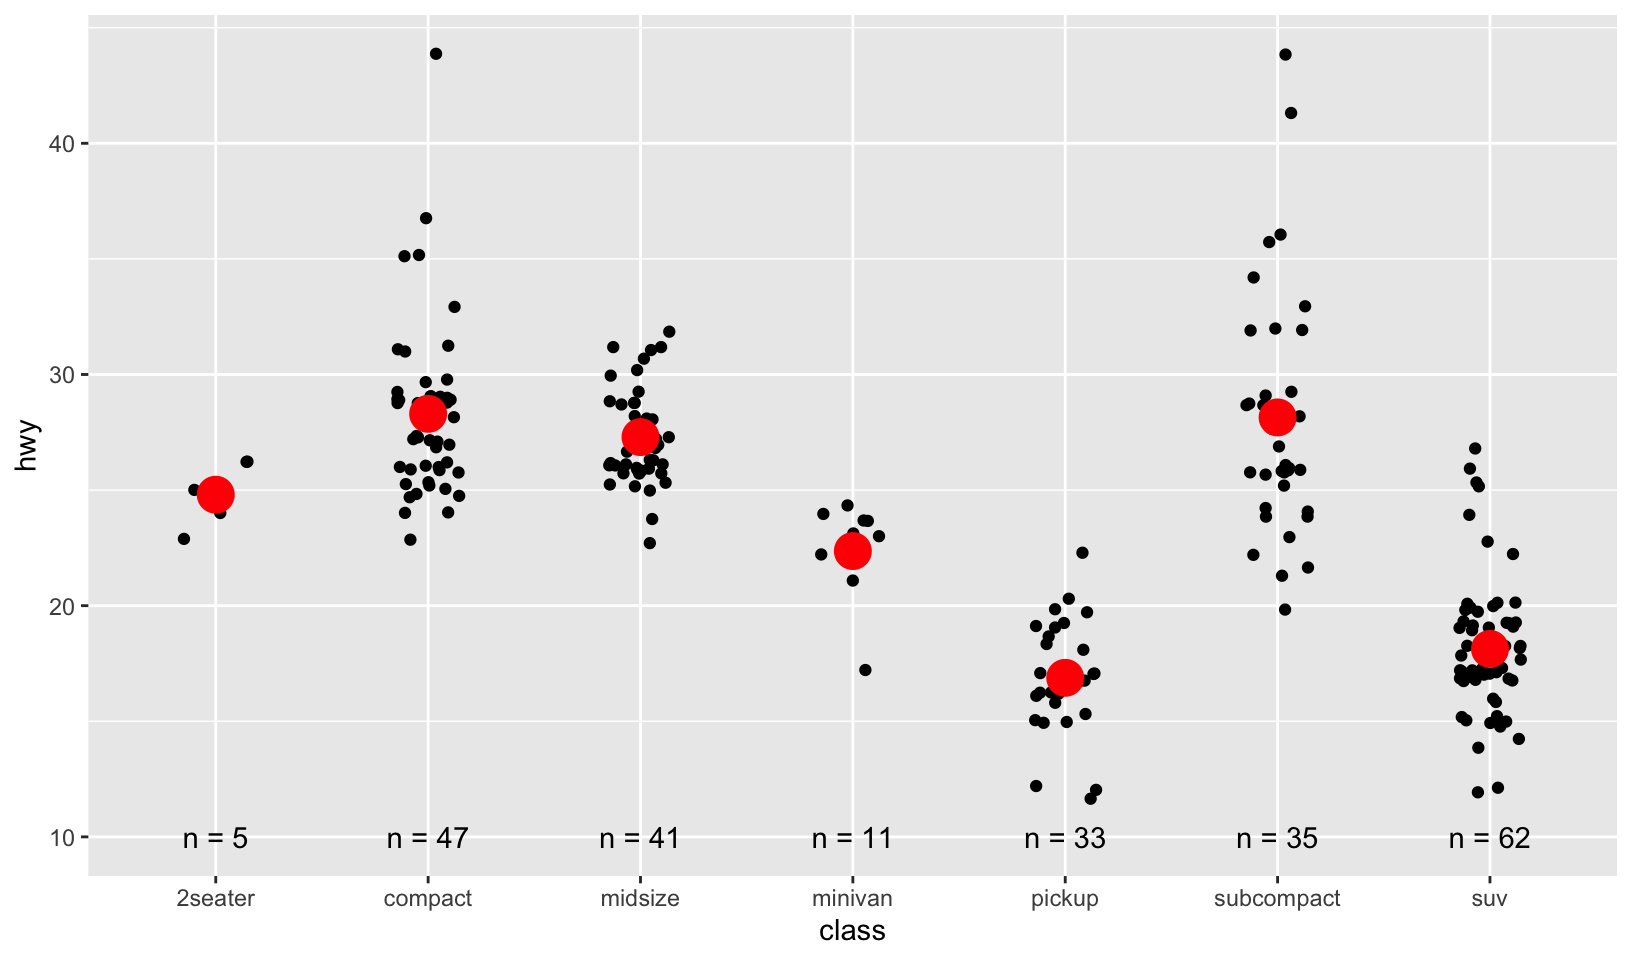 hwy
40
30
20
10
n = 5 n = 47 n = 41 n = 11 n = 33 n = 35 n = 62
2seater compact midsize minivan pickup subcompact suv
class